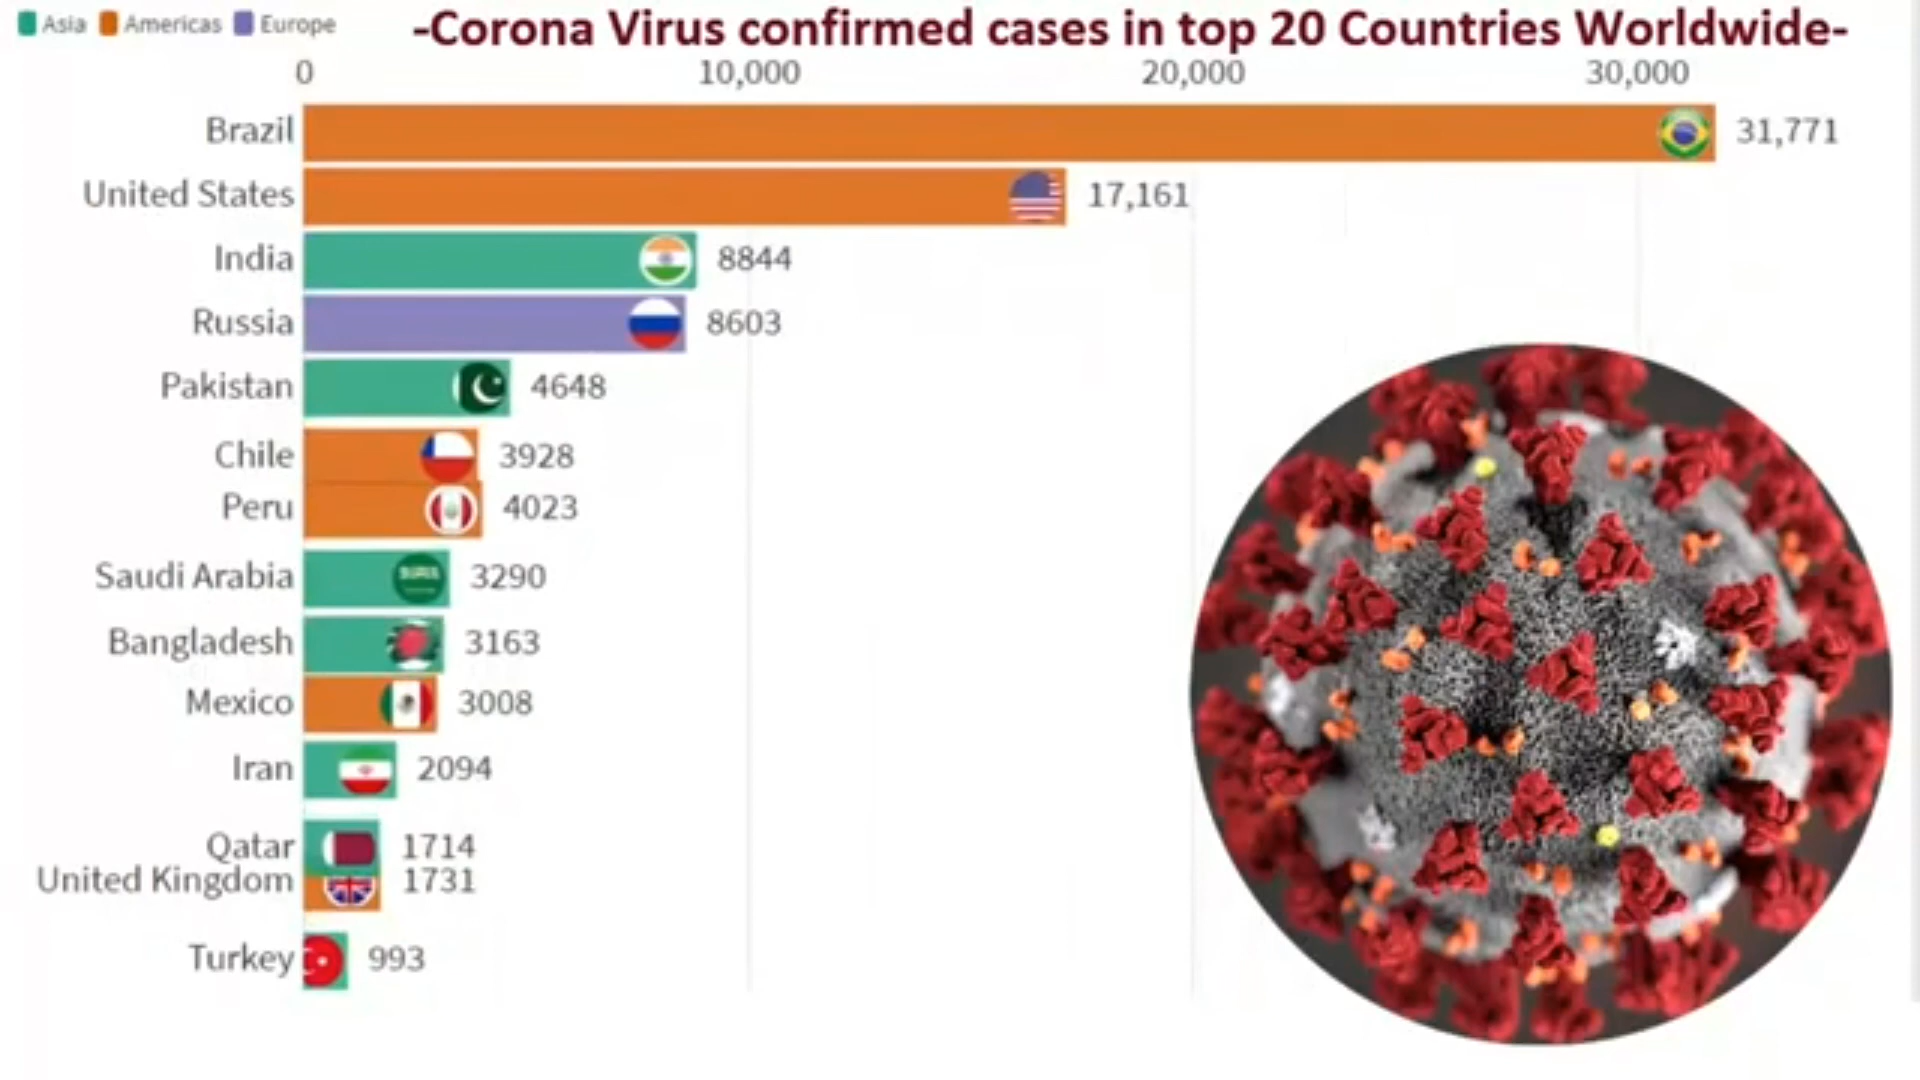 Asia Americas Europe
-Corona Virus confirmed cases in top 20 Countries Worldwide-
0 10,000 20,000 30,000
Brazil 31,771
United States 17,161
India 8844
Russia 8603
Pakistan 4648
Chile 3928
Peru 4023
Saudi Arabia 3290
Bangladesh 3163
Mexico 3008
Iran 2094
Qatar 1714
United Kingdom 1731
Turkey 993